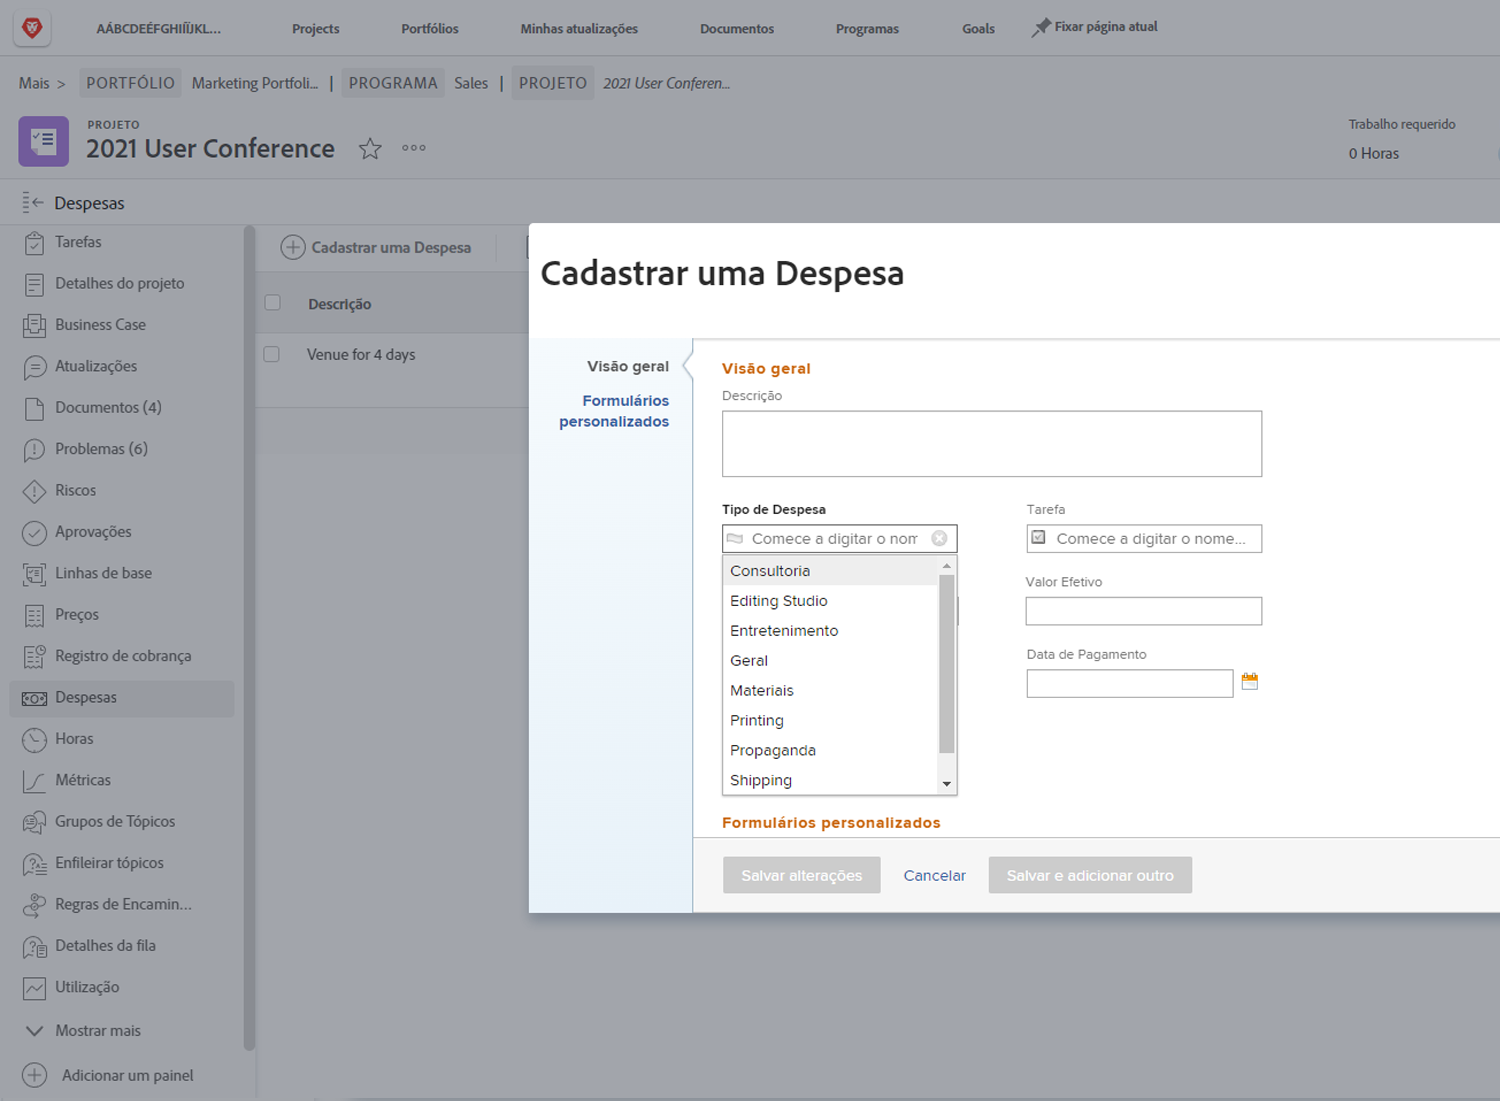 AÁBCDEÉFGHIÍÏJKL...
Projects
Portfólios
Minhas atualizações
Documentos
Programas
Goals
Fixar página atual
Mais > PORTFÓLIO Marketing Portfoli... | PROGRAMA Sales | PROJETO 2021 User Conferen...
PROJETO
2021 User Conference
Trabalho requerido
0 Horas
Despesas
Tarefas
Detalhes do projeto
Business Case
Atualizações
Documentos (4)
Problemas (6)
Riscos
Aprovações
Linhas de base
Preços
Registro de cobrança
Despesas
Horas
Métricas
Grupos de Tópicos
Enfileirar tópicos
Regras de Encamin...
Detalhes da fila
Utilização
Mostrar mais
Adicionar um painel
Cadastrar uma Despesa
Descrição
Venue for 4 days
Cadastrar uma Despesa
Visão geral
Formulários
personalizados
Visão geral
Descrição
Tipo de Despesa
Comece a digitar o nom
Consultoria
Editing Studio
Entretenimento
Geral
Materiais
Printing
Propaganda
Shipping
Tarefa
Comece a digitar o nome...
Valor Efetivo
Data de Pagamento
Formulários personalizados
Salvar alterações
Cancelar
Salvar e adicionar outro